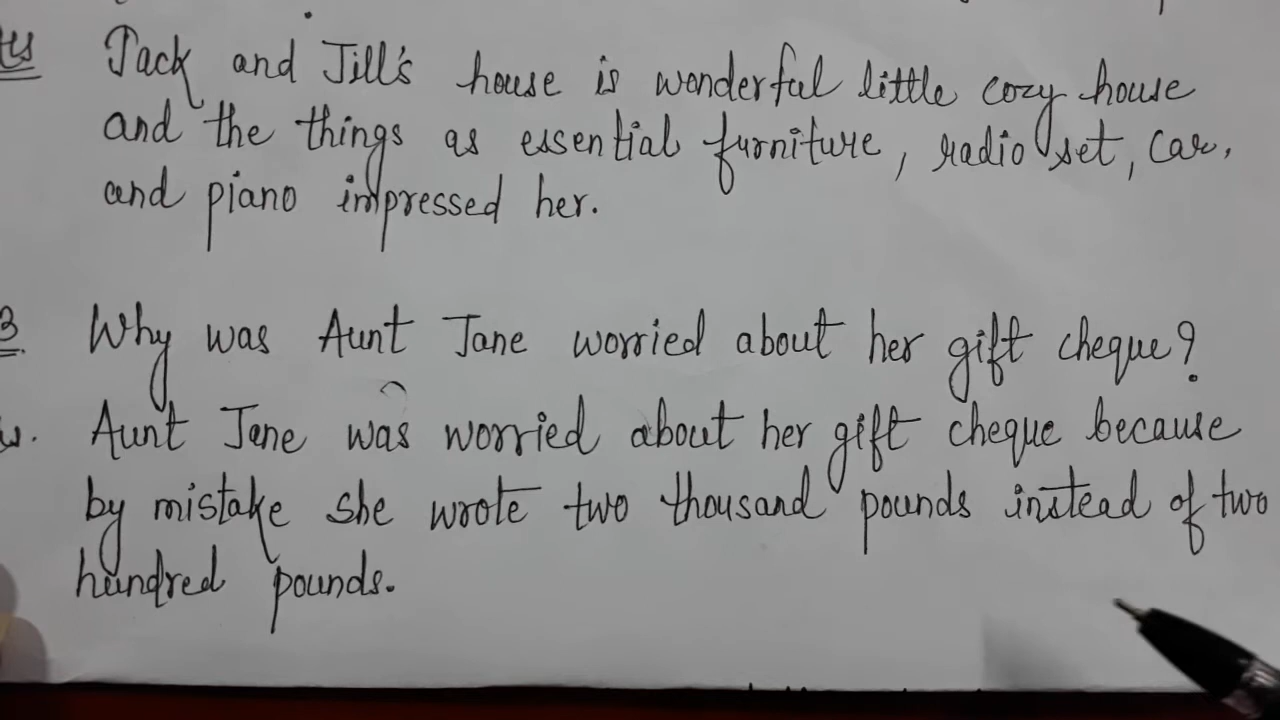 Jack and Jill's house is wonderful little cozy house
and the things as essential furniture, radio set, car,
and piano impressed her.
3 Why was Aunt Jane worried about her gift cheque?
Aunt Jane was worried about her gift cheque because
by mistake she wrote two thousand pounds instead of two
hundred pounds.